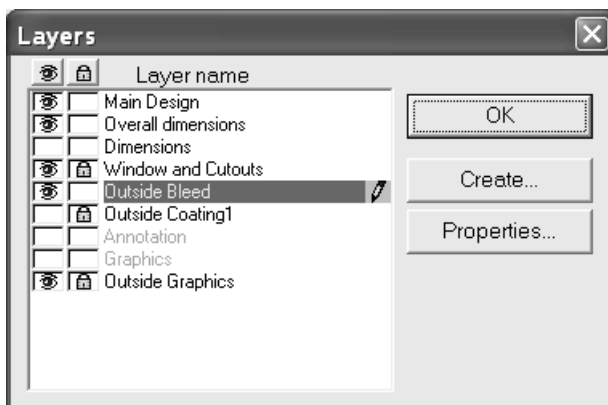 Layers
Layer name
Main Design
Overall dimensions
Dimensions
Window and Cutouts
Outside Bleed
Outside Coating1
Annotation
Graphics
Outside Graphics
OK
Create...
Properties...